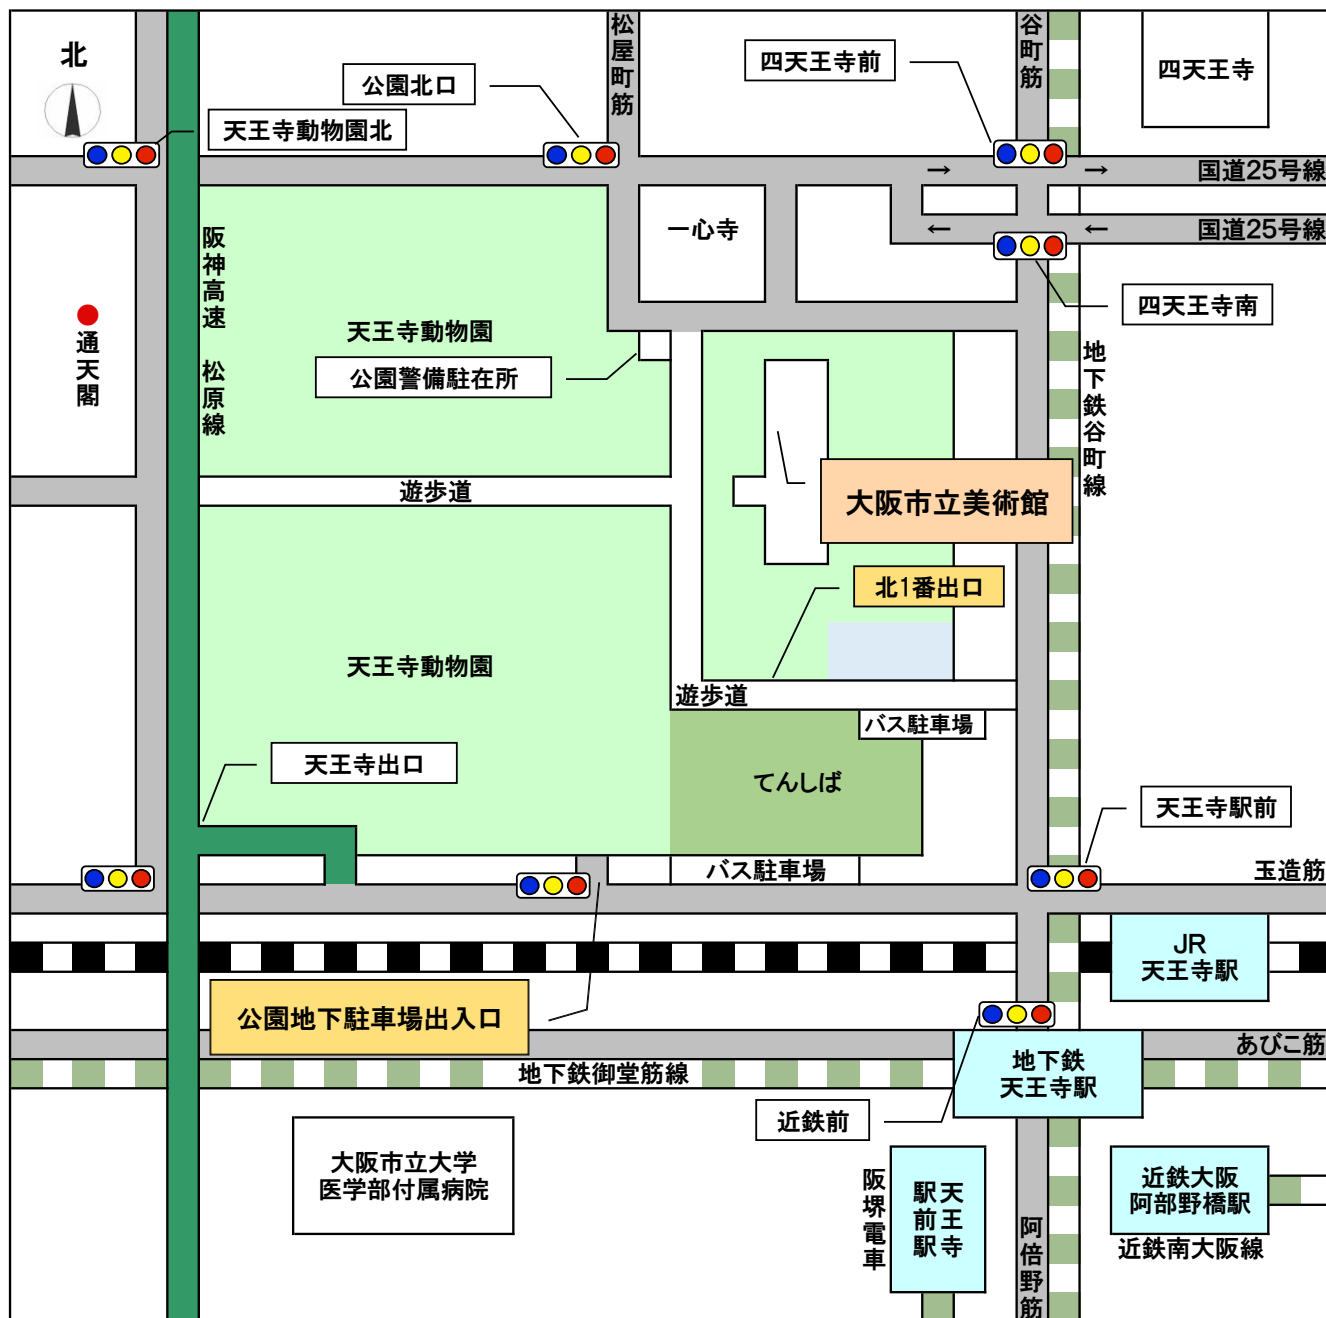 北
松屋町筋
谷町筋
四天王寺前
四天王寺
公園北口
天王寺動物園北
国道25号線
→
→
一心寺
国道25号線
←
←
阪神高速 松原線
四天王寺南
通天閣
天王寺動物園
地下鉄谷町線
公園警備駐在所
遊歩道
大阪市立美術館
北1番出口
天王寺動物園
遊歩道
バス駐車場
天王寺出口
てんしば
天王寺駅前
バス駐車場
玉造筋
JR
天王寺駅
公園地下駐車場出入口
あびこ筋
地下鉄御堂筋線
地下鉄
天王寺駅
近鉄前
大阪市立大学
医学部付属病院
阪堺電車
天王寺
駅前駅
阿倍野筋
近鉄大阪
阿部野橋駅
近鉄南大阪線